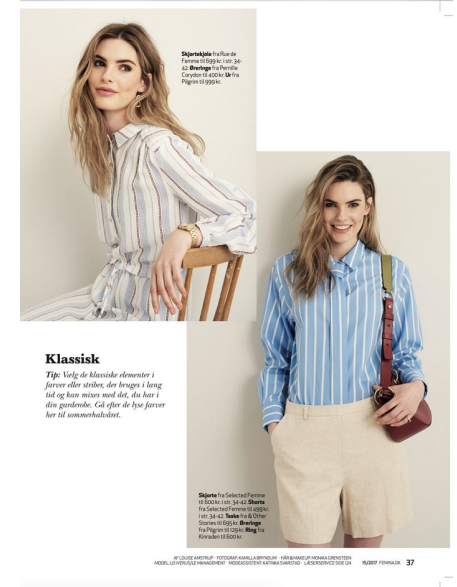 Skjortekjole fra Rue de
Femme til 699 kr. i str. 34-
42. Øreringe fra Pernille
Corydon til 400 kr. Ur fra
Pilgrim til 999 kr.
Klassisk
Tip: Vælg de klassiske elementer i
farver eller striber, der bruges i lang
tid og kan mixes med det, du har i
din garderobe. Gå efter de lyse farver
her til sommerhalvåret.
Skjorte fra Selected Femme
til 600 kr. i str. 34-42. Shorts
fra Selected Femme til 499 kr.
i str. 34-42. Taske fra & Other
Stories til 695 kr. Øreringe
fra Pilgrim til 129 kr. Ring fra
Kinraden til 600 kr.
AF LOUISE AMSTRUP · FOTOGRAF: KAMILLA BRYNDUM · HÅR & MAKEUP: MONIKA GRENSTEEN
MODEL: LEJVERUS/LE MANAGEMENT · MODEASSISTENT: KATINKA SVARSTAD · LÆSERSERVICE SIDE 124
15/2017 FEMINA.DK 37